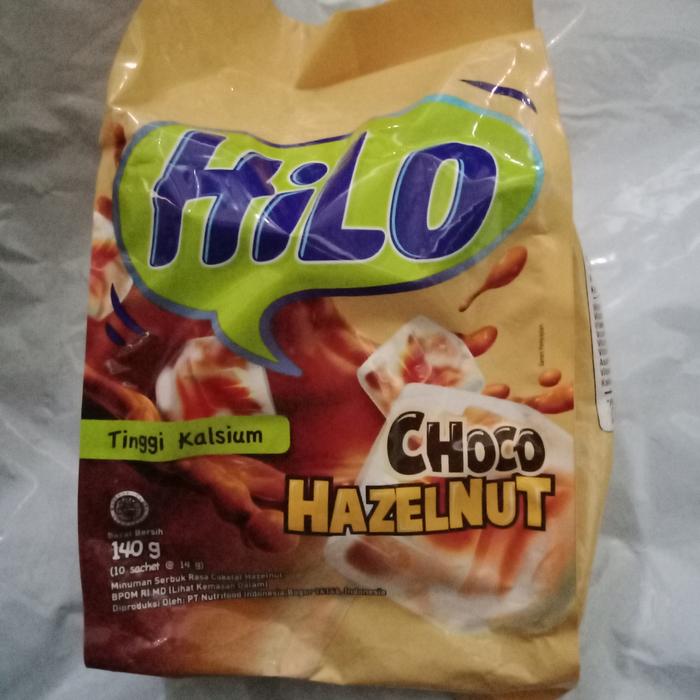 HiLO
Tinggi Kalsium
CHOCO
HAZELNUT
Berat Bersih
140 g
(10 sachet @ 14 g)
Minuman Serbuk Rasa Cokelat Hazelnut
BPOM RI MD (Lihat Kemasan Dalam)
Diproduksi Oleh: PT Nutrifood Indonesia, Bogor Indonesia